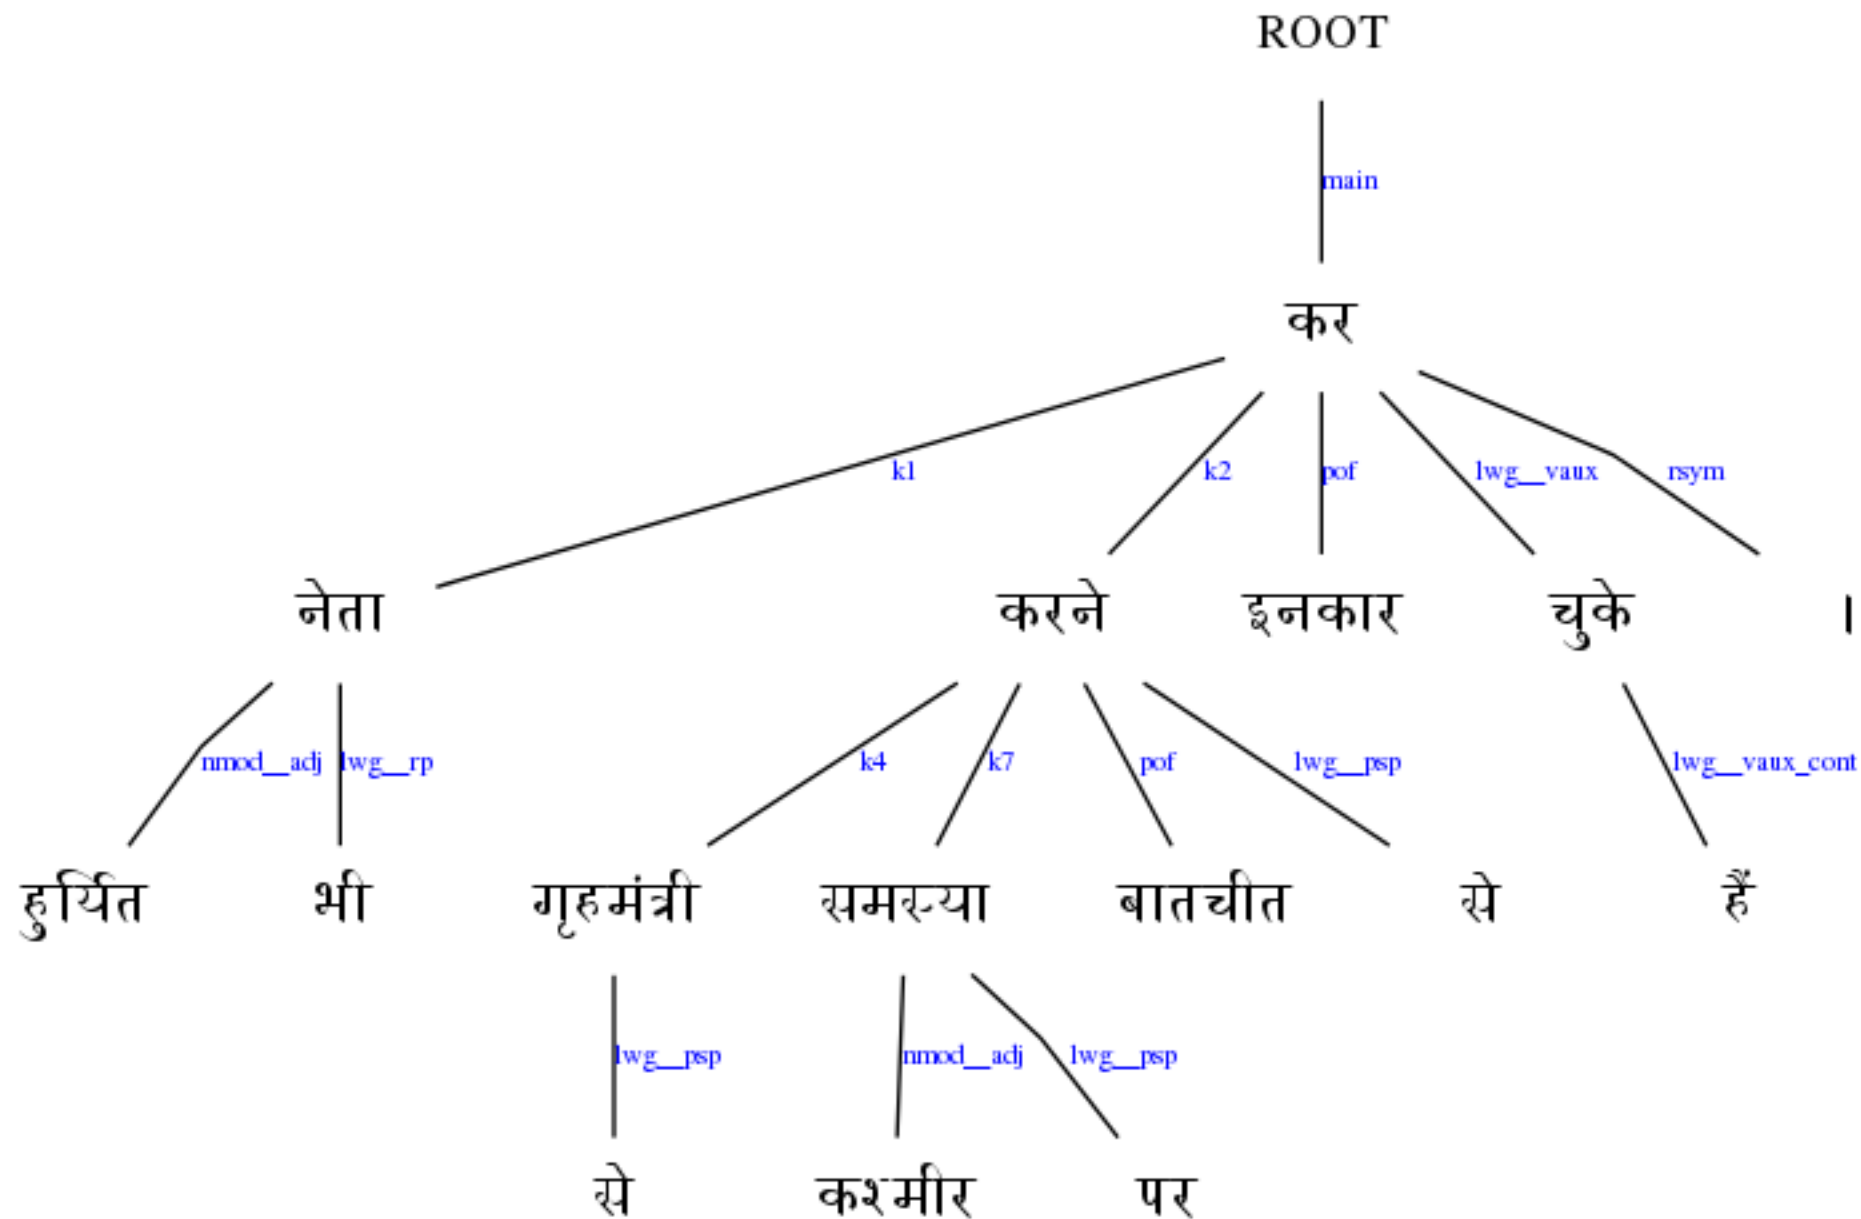 ROOT
main
कर
k1 k2 pof lwg__vaux rsym
नेता करने इनकार चुके ।
nmod__adj lwg__rp k4 k7 pof lwg__psp lwg__vaux_cont
हुर्यित भी गृहमंत्री समस्या बातचीत से हैं
lwg__psp nmod__adj lwg__psp
से कश्मीर पर